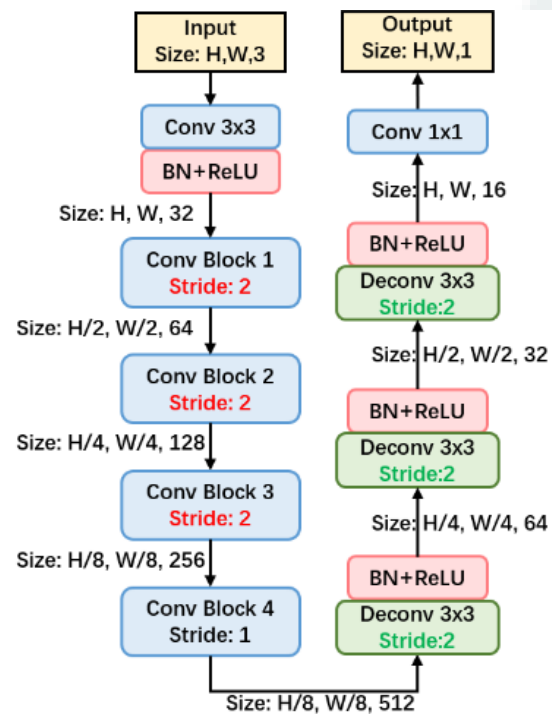 Input
Size: H,W,3
Conv 3x3
BN+ReLU
Size: H, W, 32
Conv Block 1
Stride: 2
Size: H/2, W/2, 64
Conv Block 2
Stride: 2
Size: H/4, W/4, 128
Conv Block 3
Stride: 2
Size: H/8, W/8, 256
Conv Block 4
Stride: 1
Size: H/8, W/8, 512
Output
Size: H,W,1
Conv 1x1
Size: H, W, 16
BN+ReLU
Deconv 3x3
Stride:2
Size: H/2, W/2, 32
BN+ReLU
Deconv 3x3
Stride:2
Size: H/4, W/4, 64
BN+ReLU
Deconv 3x3
Stride:2